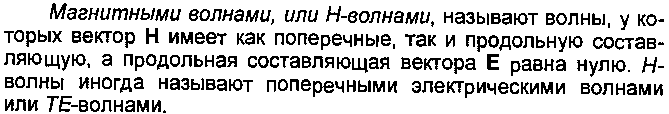 Магнитными волнами, или Н-волнами, называют волны, у ко-
торых вектор Н имеет как поперечные, так и продольную состав-
ляющую, а продольная составляющая вектора Е равна нулю. Н-
волны иногда называют поперечными электрическими волнами
или ТЕ-волнами.